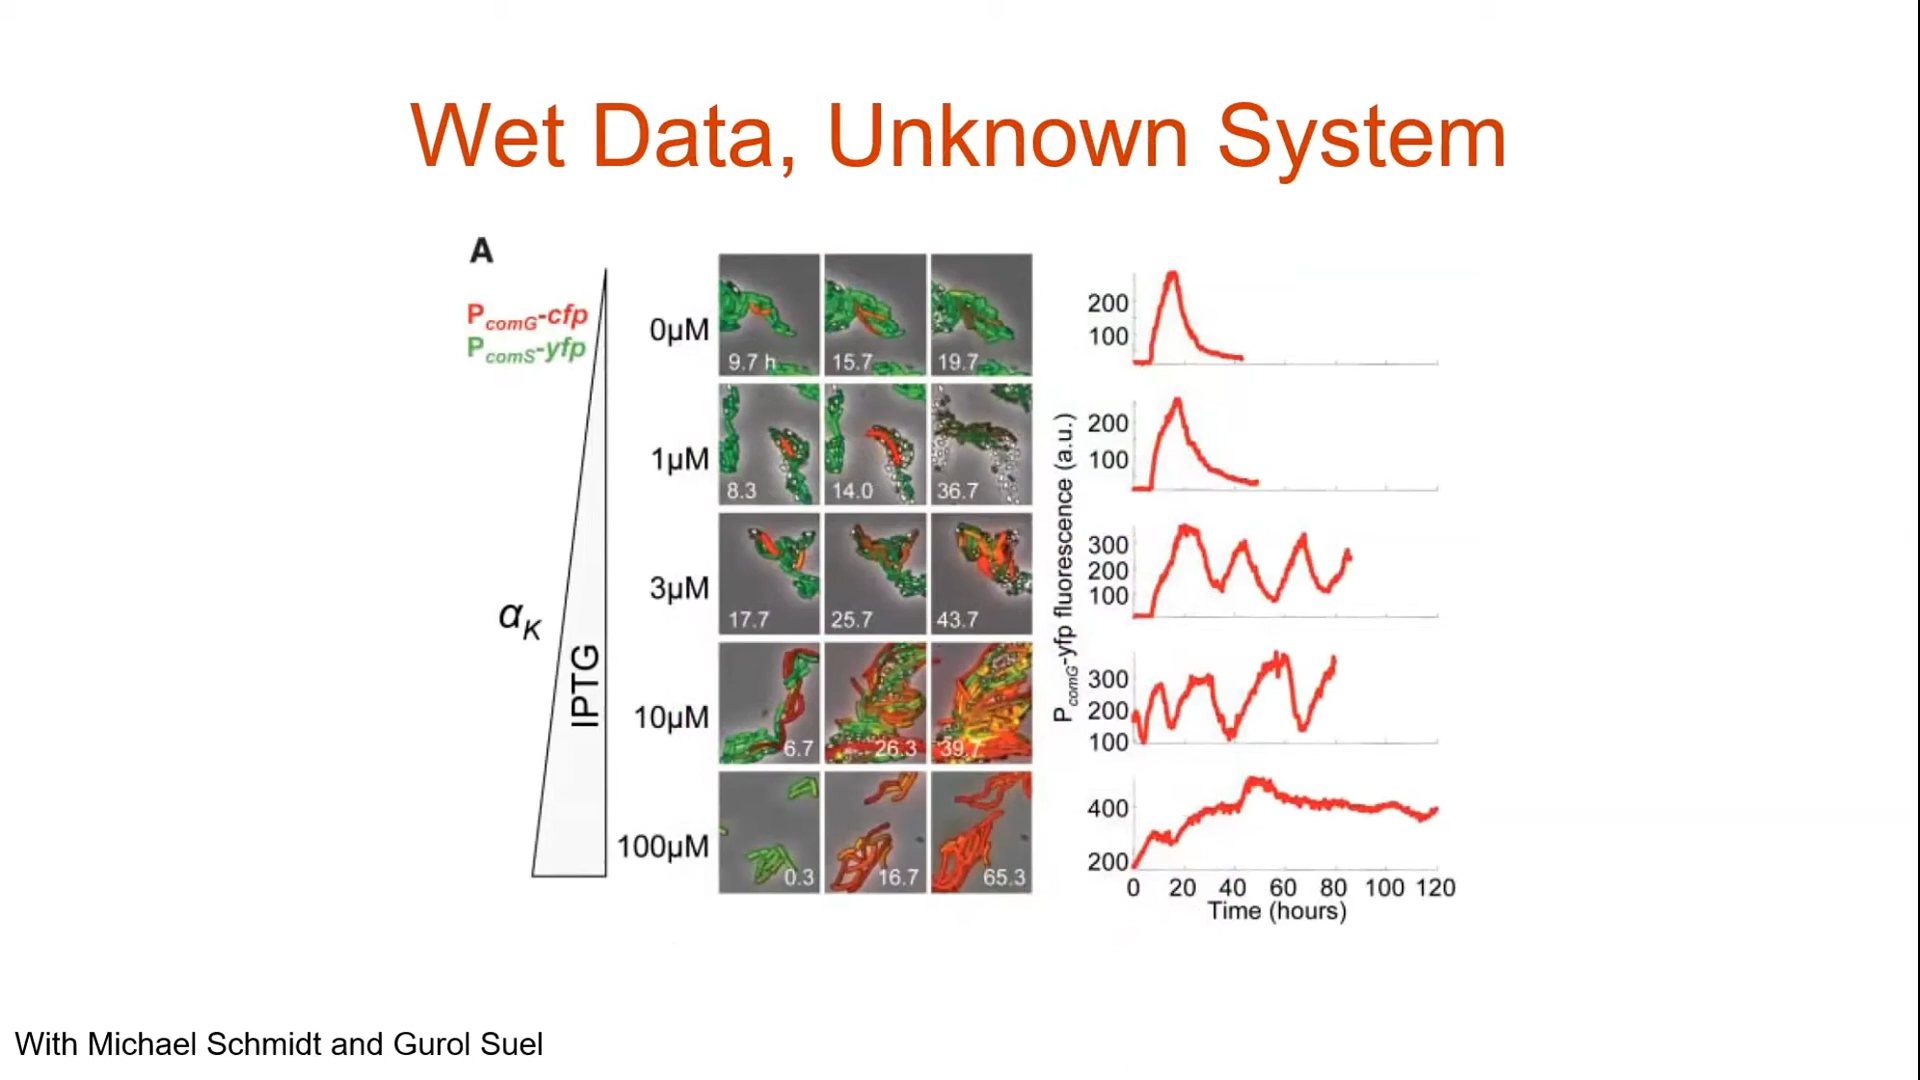 Wet Data, Unknown System
A
PcomG-cfp
PcomS-yfp
αK
IPTG
0µM
9.7 h
15.7
19.7
1µM
8.3
14.0
36.7
3µM
17.7
25.7
43.7
10µM
6.7
26.3
39.7
100µM
0.3
16.7
65.3
PcomG-yfp fluorescence (a.u.)
200
100
200
100
300
200
100
300
200
100
400
200
0 20 40 60 80 100 120
Time (hours)
With Michael Schmidt and Gurol Suel